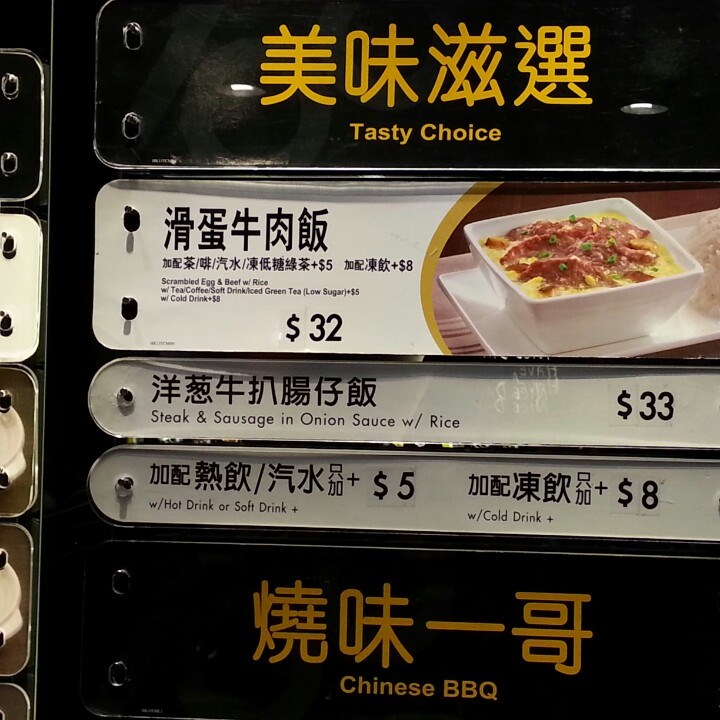 美味滋選
Tasty Choice
滑蛋牛肉飯
加配茶/啡/汽水/凍低糖綠茶+$5 加配凍飲+$8
Scrambled Egg & Beef w/ Rice
w/ Tea/Coffee/Soft Drink/Iced Green Tea (Low Sugar)+$5
w/ Cold Drink+$8
$32
洋葱牛扒腸仔飯 $33
Steak & Sausage in Onion Sauce w/ Rice
加配熱飲/汽水只加+ $5 加配凍飲只加+ $8
w/Hot Drink or Soft Drink + w/Cold Drink +
燒味一哥
Chinese BBQ